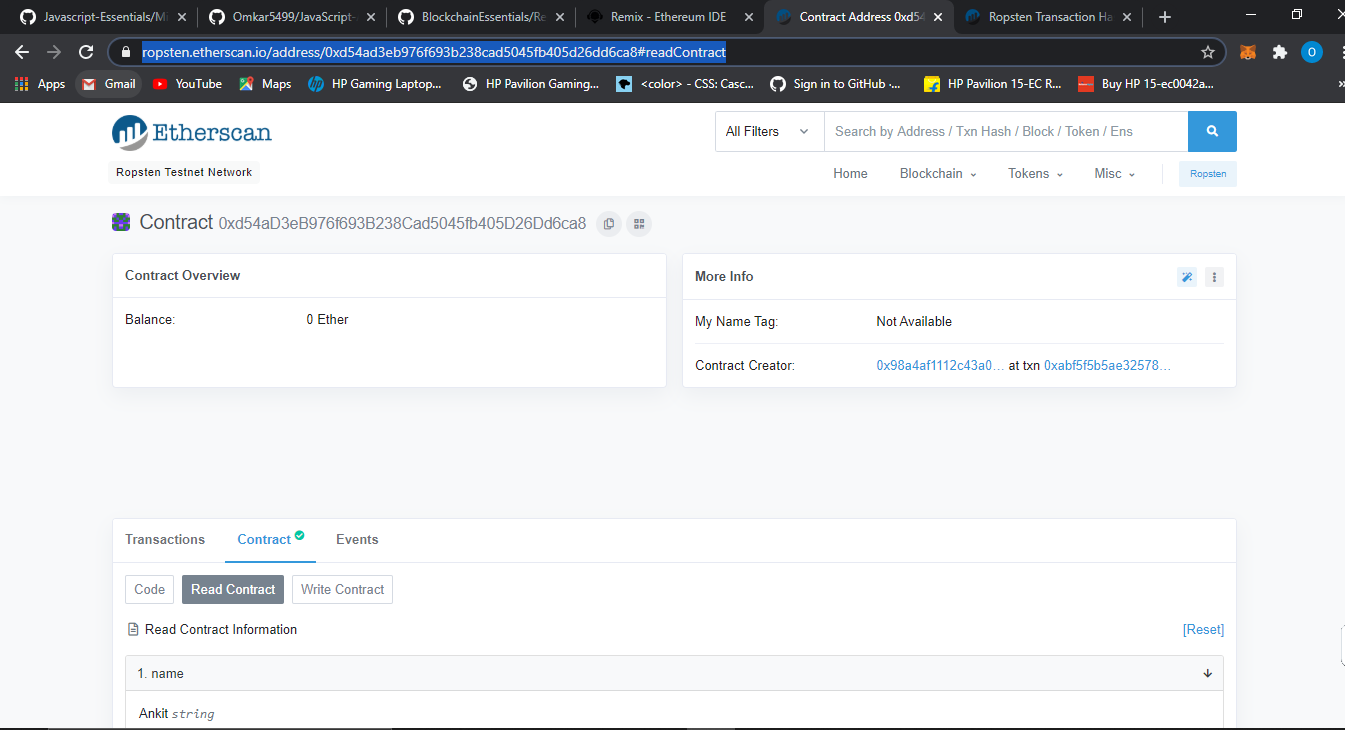 Javascript-Essentials/Mi
Omkar5499/JavaScript-
BlockchainEssentials/Re
Remix - Ethereum IDE
Contract Address 0xd54
Ropsten Transaction Ha
ropsten.etherscan.io/address/0xd54ad3eb976f693b238cad5045fb405d26dd6ca8#readContract
O
Apps
Gmail
YouTube
Maps
HP Gaming Laptop...
HP Pavilion Gaming...
<color> - CSS: Casc...
Sign in to GitHub ·...
HP Pavilion 15-EC R...
Buy HP 15-ec0042a...
Etherscan
All Filters
Search by Address / Txn Hash / Block / Token / Ens
Ropsten Testnet Network
Home
Blockchain
Tokens
Misc
Ropsten
Contract 0xd54aD3eB976f693B238Cad5045fb405D26Dd6ca8
Contract Overview
Balance: 0 Ether
More Info
My Name Tag: Not Available
Contract Creator: 0x98a4af1112c43a0... at txn 0xabf5f5b5ae32578...
Transactions
Contract
Events
Code
Read Contract
Write Contract
Read Contract Information
[Reset]
1. name
Ankit string